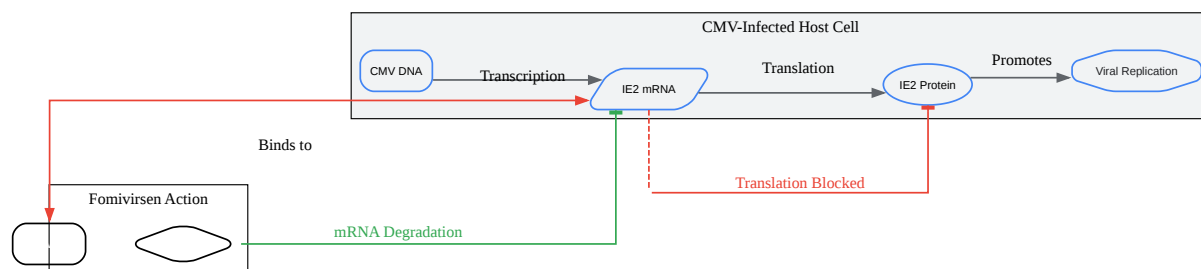 CMV-Infected Host Cell
CMV DNA
Transcription
IE2 mRNA
Translation
IE2 Protein
Promotes
Viral Replication
Binds to
Fomivirsen Action
mRNA Degradation
Translation Blocked